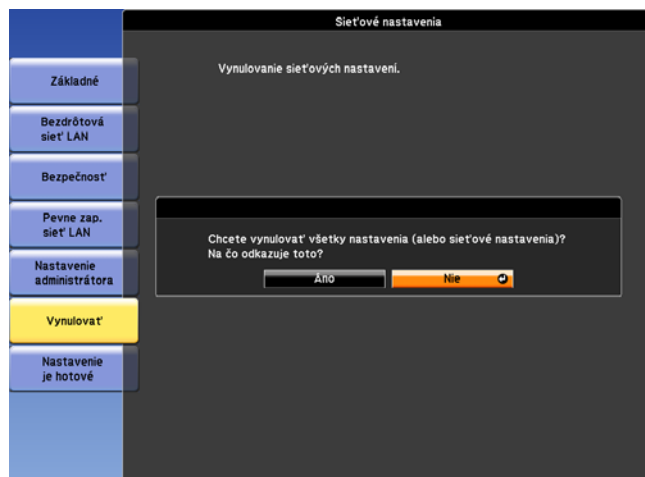 Sieťové nastavenia
Vynulovanie sieťových nastavení.
Základné
Bezdrôtová
sieť LAN
Bezpečnosť
Pevne zap.
sieť LAN
Nastavenie
administrátora
Vynulovať
Nastavenie
je hotové
Chcete vynulovať všetky nastavenia (alebo sieťové nastavenia)?
Na čo odkazuje toto?
Áno
Nie